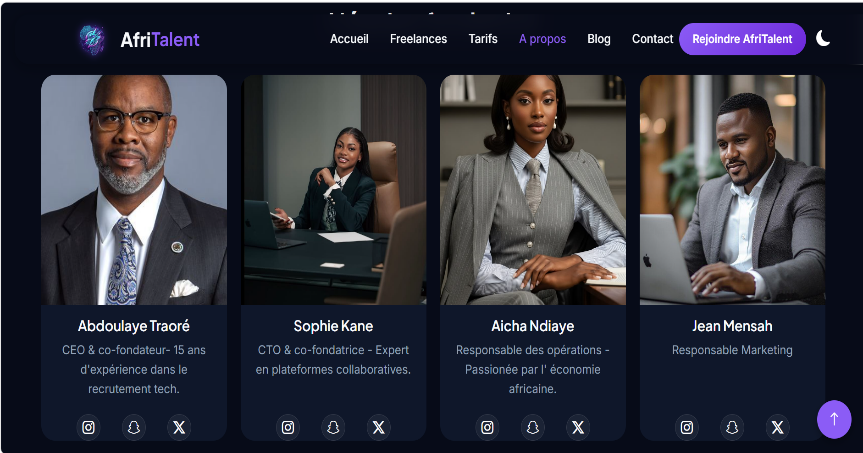 AfriTalent
Accueil Freelances Tarifs A propos Blog Contact Rejoindre AfriTalent
Abdoulaye Traoré
CEO & co-fondateur- 15 ans
d'expérience dans le
recrutement tech.
Sophie Kane
CTO & co-fondatrice - Expert
en plateformes collaboratives.
Aicha Ndiaye
Responsable des opérations -
Passionée par l' économie
africaine.
Jean Mensah
Responsable Marketing